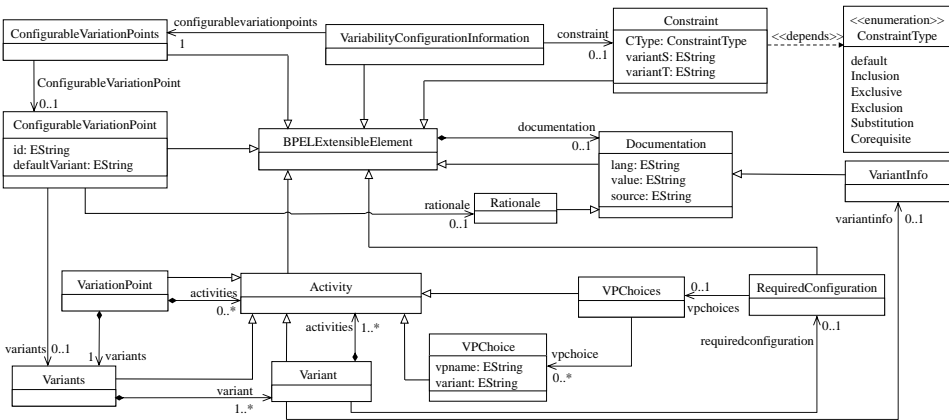 configurablevariationpoints
ConfigurableVariationPoints
1
VariabilityConfigurationInformation
constraint
0..1
Constraint
CType: ConstraintType
variantS: EString
variantT: EString
<<depends>>
<<enumeration>>
ConstraintType
default
Inclusion
Exclusive
Exclusion
Substitution
Corequisite
ConfigurableVariationPoint
0..1
ConfigurableVariationPoint
id: EString
defaultVariant: EString
BPELExtensibleElement
documentation
0..1
Documentation
lang: EString
value: EString
source: EString
VariantInfo
rationale
0..1
Rationale
variantinfo
0..1
VariationPoint
activities
0..*
Activity
VPChoices
0..1
vpchoices
RequiredConfiguration
0..1
requiredconfiguration
activities
1..*
variants
0..1
1
variants
VPChoice
vpname: EString
variant: EString
vpchoice
0..*
Variants
variant
1..*
Variant